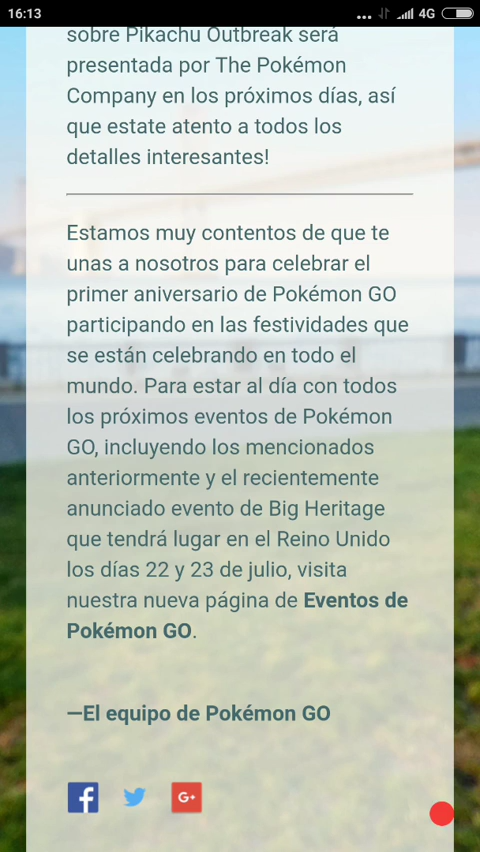 16:13
4G
sobre Pikachu Outbreak será
presentada por The Pokémon
Company en los próximos días, así
que estate atento a todos los
detalles interesantes!
Estamos muy contentos de que te
unas a nosotros para celebrar el
primer aniversario de Pokémon GO
participando en las festividades que
se están celebrando en todo el
mundo. Para estar al día con todos
los próximos eventos de Pokémon
GO, incluyendo los mencionados
anteriormente y el recientemente
anunciado evento de Big Heritage
que tendrá lugar en el Reino Unido
los días 22 y 23 de julio, visita
nuestra nueva página de Eventos de
Pokémon GO.
—El equipo de Pokémon GO
f G+